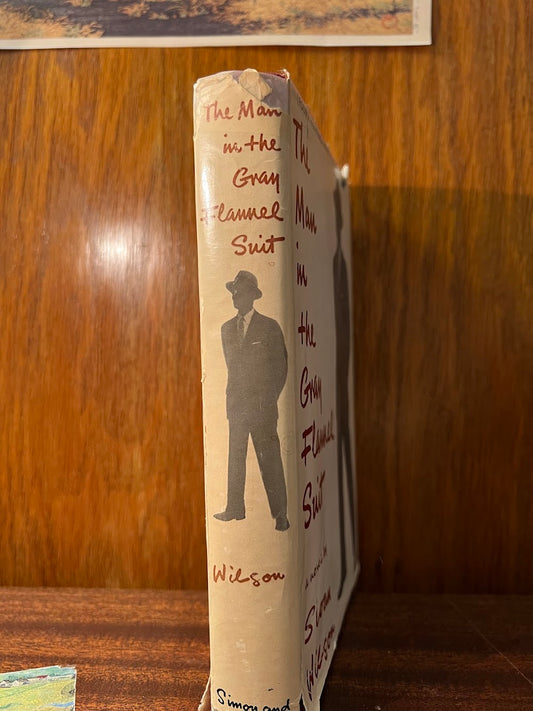 The Man
in the
Gray
Flannel
Suit
Wilson
Simon and
The
Man
in
the
Gray
Flannel
Suit
a novel by
Sloan
Wilson